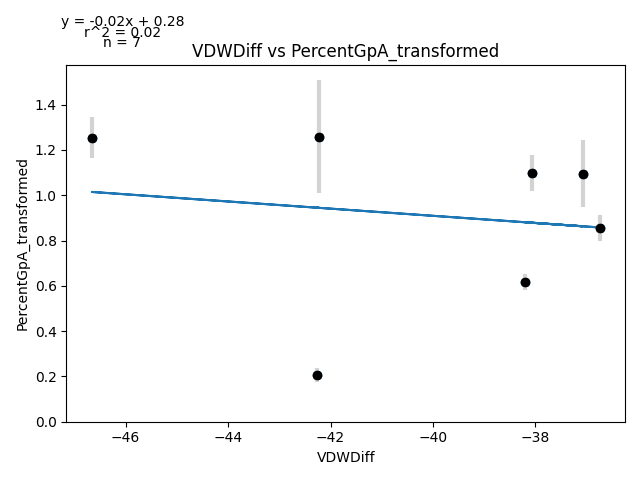 y = -0.02x + 0.28
r^2 = 0.02
n = 7
VDWDiff vs PercentGpA_transformed
PercentGpA_transformed
1.4
1.2
1.0
0.8
0.6
0.4
0.2
0.0
−46 −44 −42 −40 −38
VDWDiff